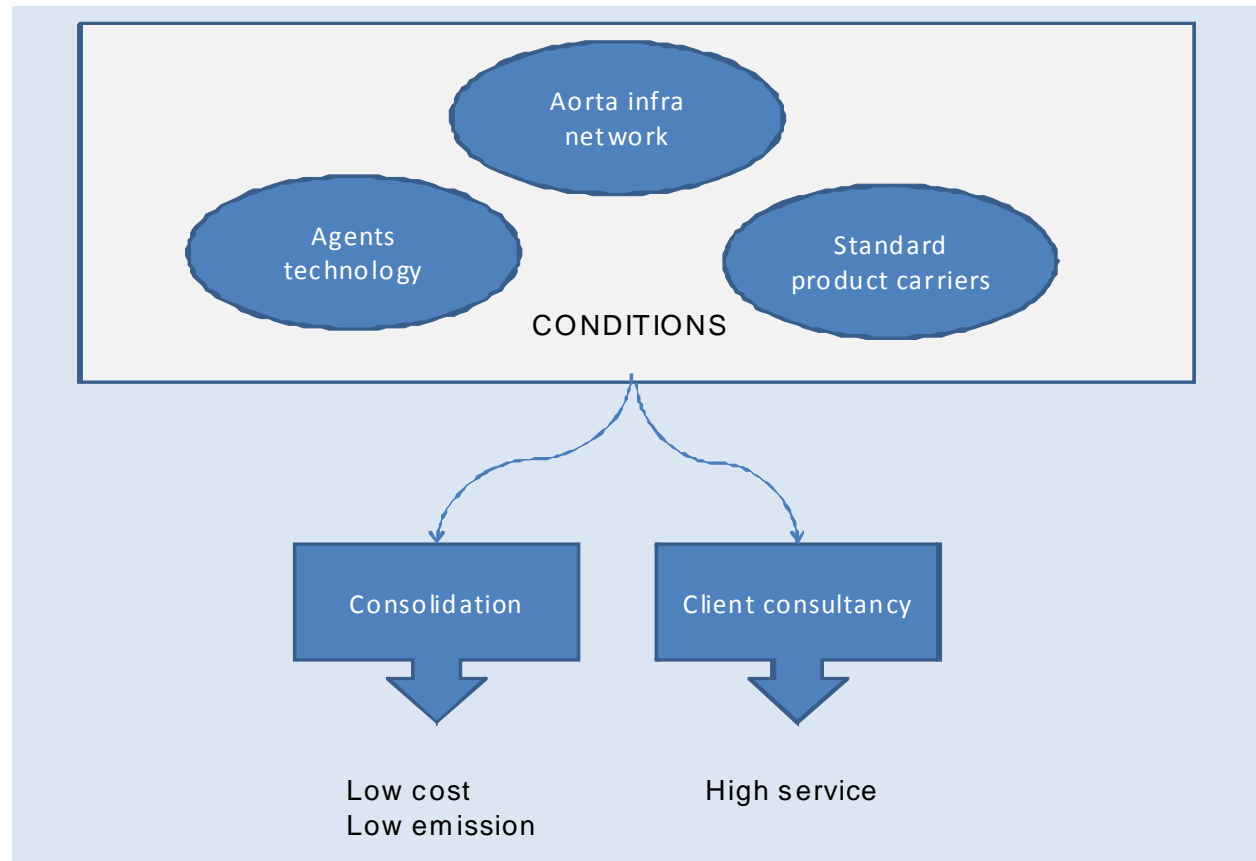 Aorta infra
network
Agents
technology
Standard
product carriers
CONDITIONS
Consolidation
Client consultancy
Low cost
Low emission
High service